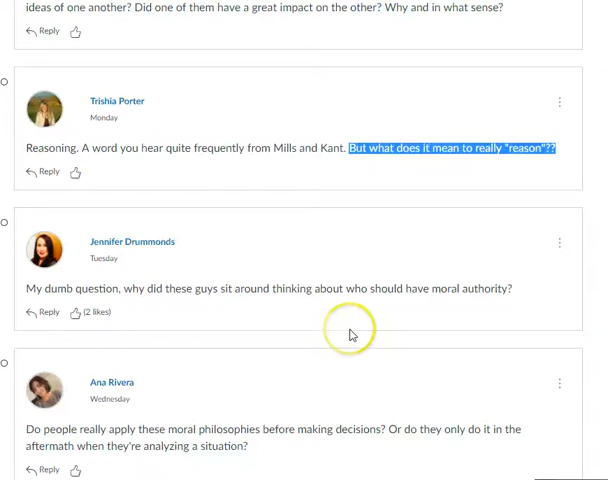 ideas of one another? Did one of them have a great impact on the other? Why and in what sense?
Reply
Trishia Porter
Monday
Reasoning. A word you hear quite frequently from Mills and Kant. But what does it mean to really "reason"??
Reply
Jennifer Drummonds
Tuesday
My dumb question, why did these guys sit around thinking about who should have moral authority?
Reply (2 likes)
Ana Rivera
Wednesday
Do people really apply these moral philosophies before making decisions? Or do they only do it in the
aftermath when they're analyzing a situation?
Reply